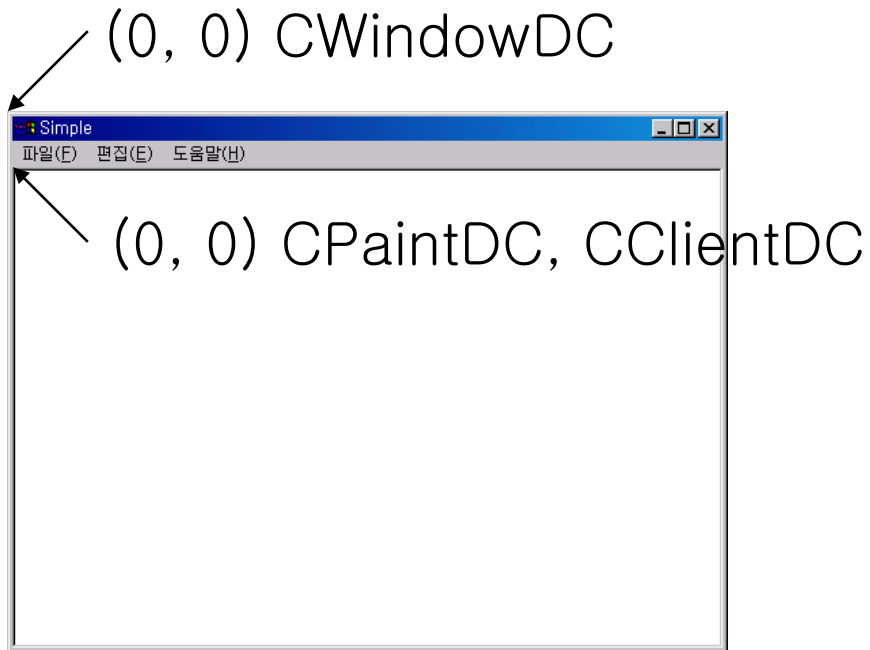 (0, 0) CWindowDC
Simple
파일(F) 편집(E) 도움말(H)
(0, 0) CPaintDC, CClientDC